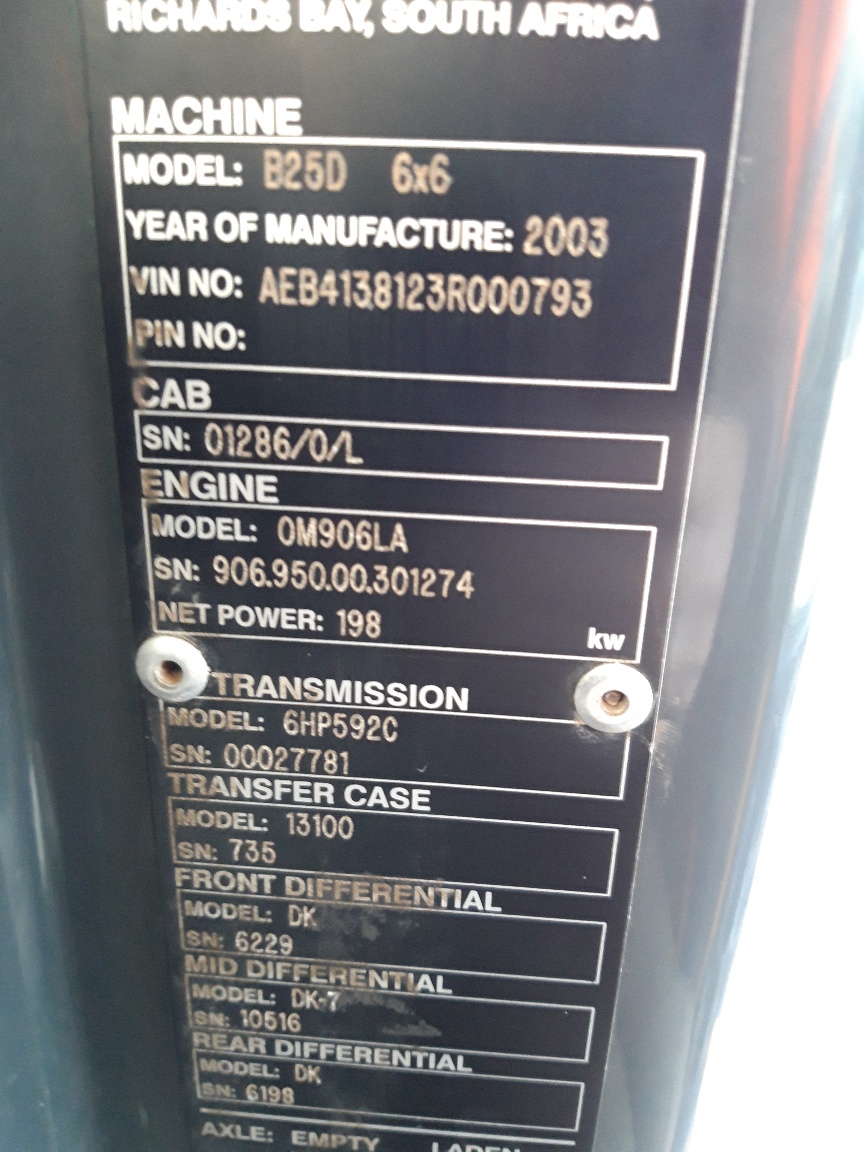 RICHARDS BAY, SOUTH AFRICA
MACHINE
MODEL: B25D 6x6
YEAR OF MANUFACTURE: 2003
VIN NO: AEB4138123R000793
PIN NO:
CAB
SN: 01286/0/L
ENGINE
MODEL: OM906LA
SN: 906.950.00.301274
NET POWER: 198 kw
TRANSMISSION
MODEL: 6HP592C
SN: 00027781
TRANSFER CASE
MODEL: 13100
SN: 735
FRONT DIFFERENTIAL
MODEL: DK
SN: 6229
MID DIFFERENTIAL
MODEL: DK-7
SN: 10516
REAR DIFFERENTIAL
MODEL: DK
SN: 6198
AXLE: EMPTY LADEN